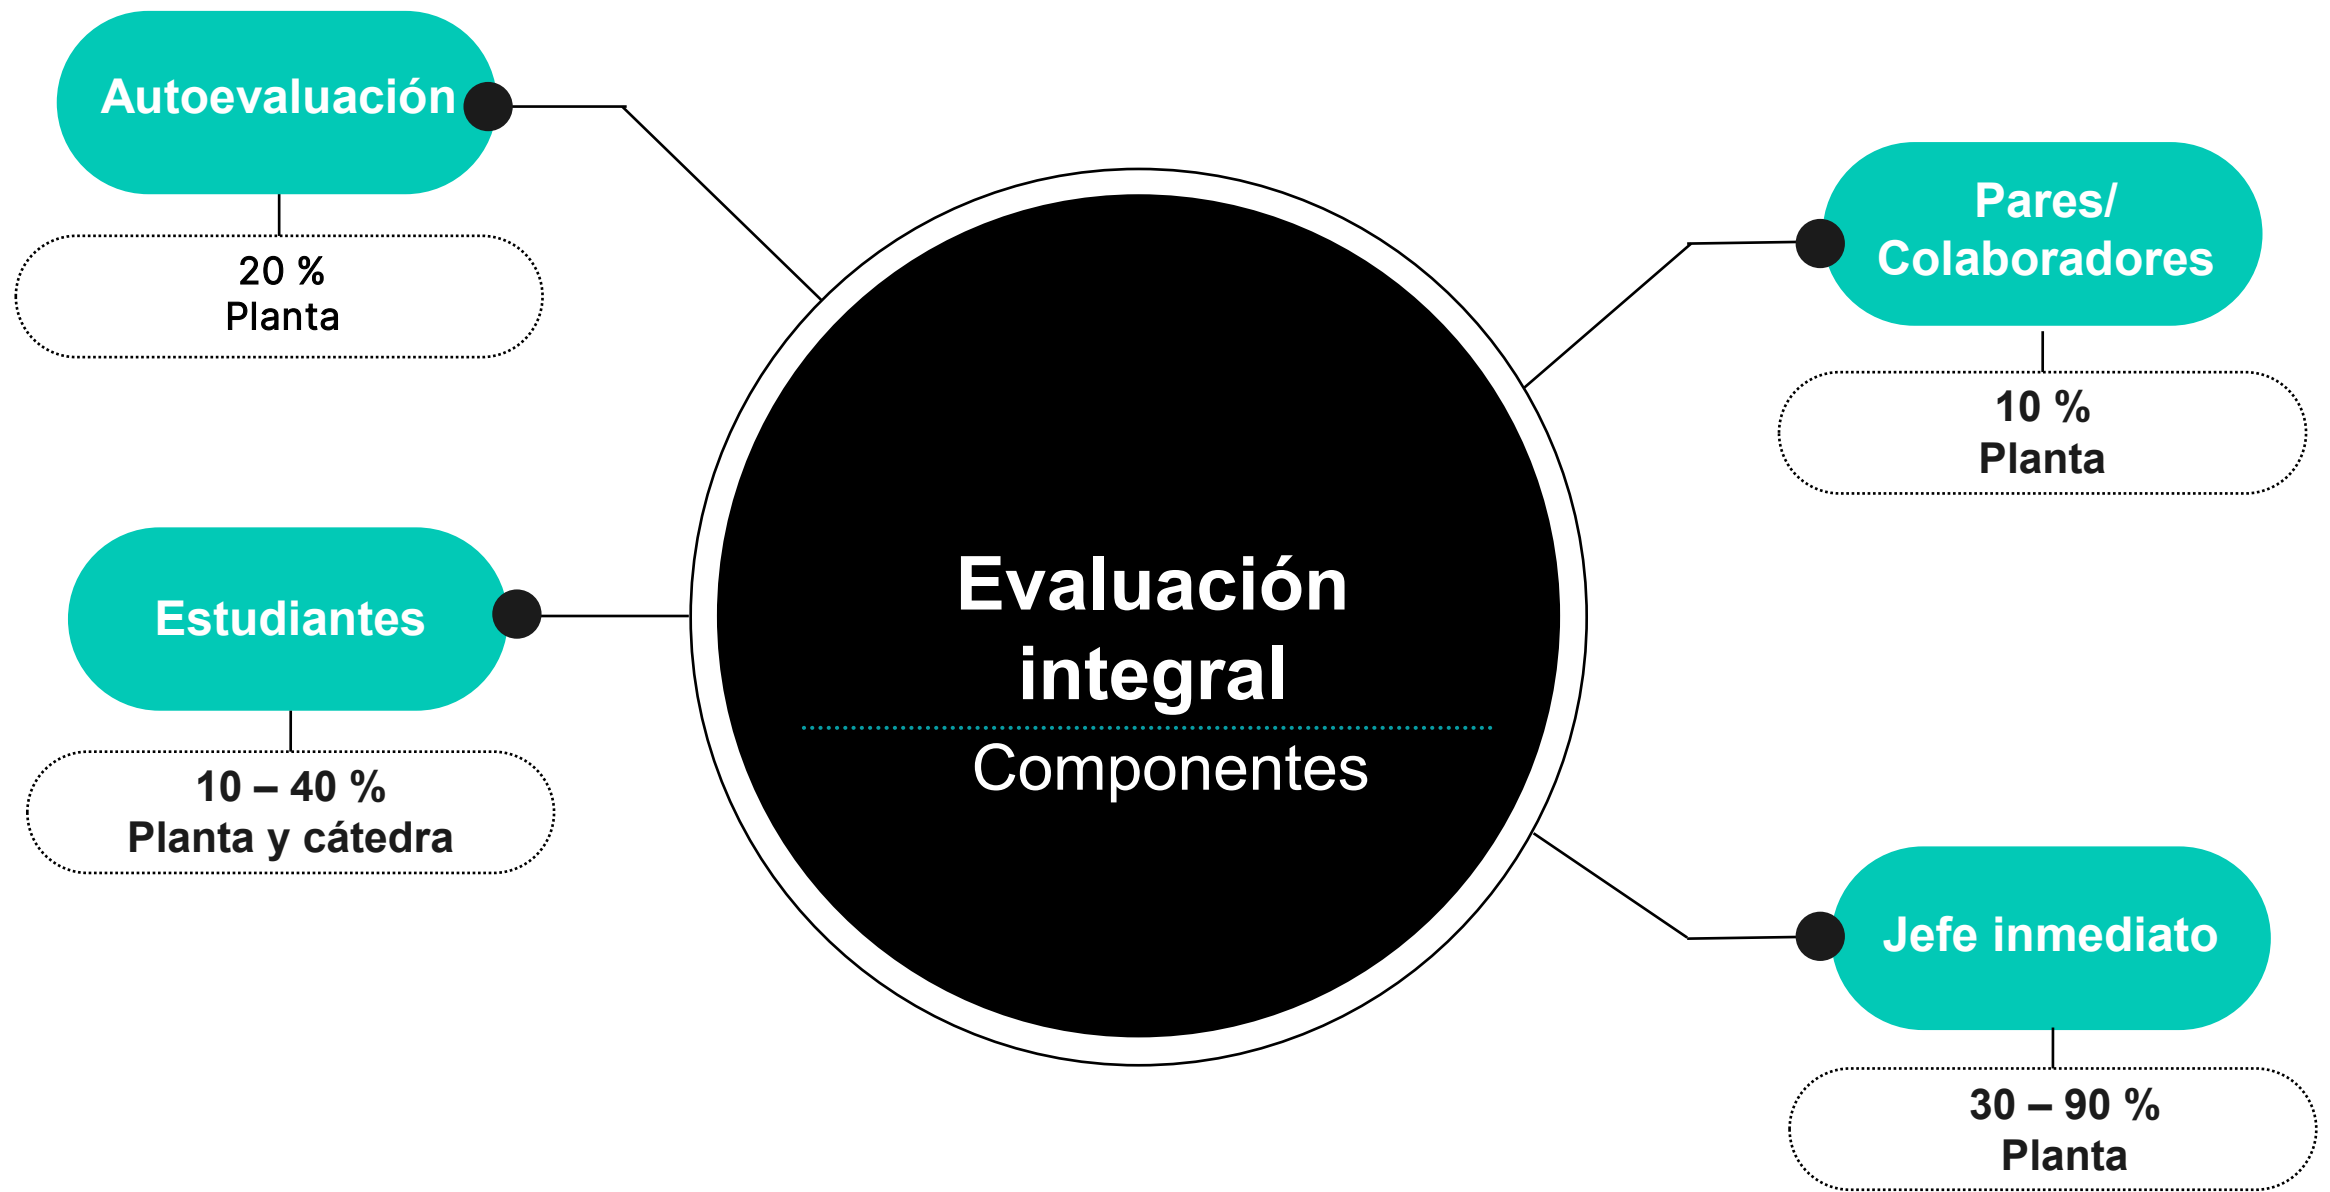 Autoevaluación
20 %
Planta
Estudiantes
10 – 40 %
Planta y cátedra
Evaluación
integral
Componentes
Pares/
Colaboradores
10 %
Planta
Jefe inmediato
30 – 90 %
Planta